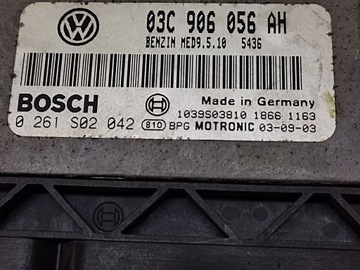 03C 906 056 AH
BENZIN MED9.5.10 5436
BOSCH
Made in Germany
1039S03810 1866 1163
0 261 S02 042 810 BPG MOTRONIC 03-09-03